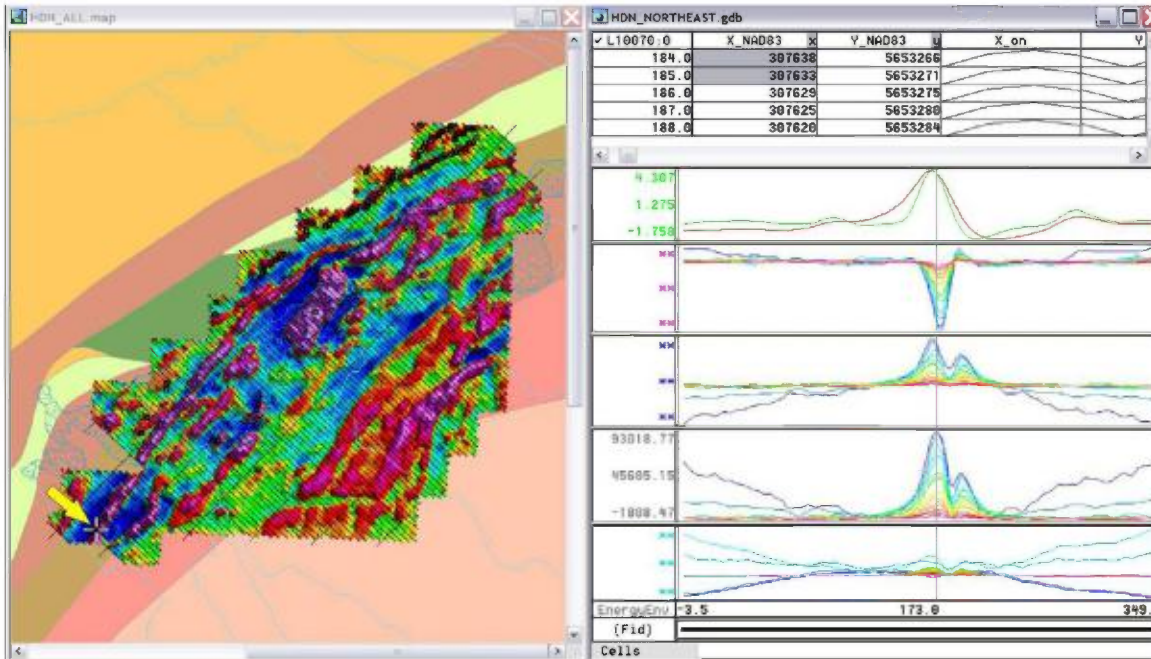 HDN_ALL.map
HDN_NORTHEAST.gdb
✓ L10070:0 X_NAD83 x Y_NAD83 y X_on Y
184.0 307638 5653266
185.0 307633 5653271
186.0 307629 5653275
187.0 307625 5653280
188.0 307620 5653284
4.307
1.275
-1.758
**
**
**
**
**
**
93018.77
45605.15
-1808.47
**
**
**
EnergyEnv -3.5 173.0 349.
(Fid)
Cells